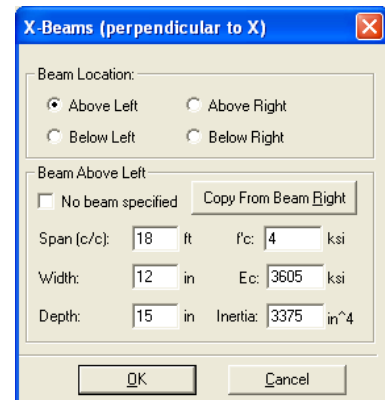 X-Beams (perpendicular to X)
Beam Location:
Above Left Above Right
Below Left Below Right
Beam Above Left
No beam specified Copy From Beam Right
Span (c/c): 18 ft f'c: 4 ksi
Width: 12 in Ec: 3605 ksi
Depth: 15 in Inertia: 3375 in^4
OK Cancel